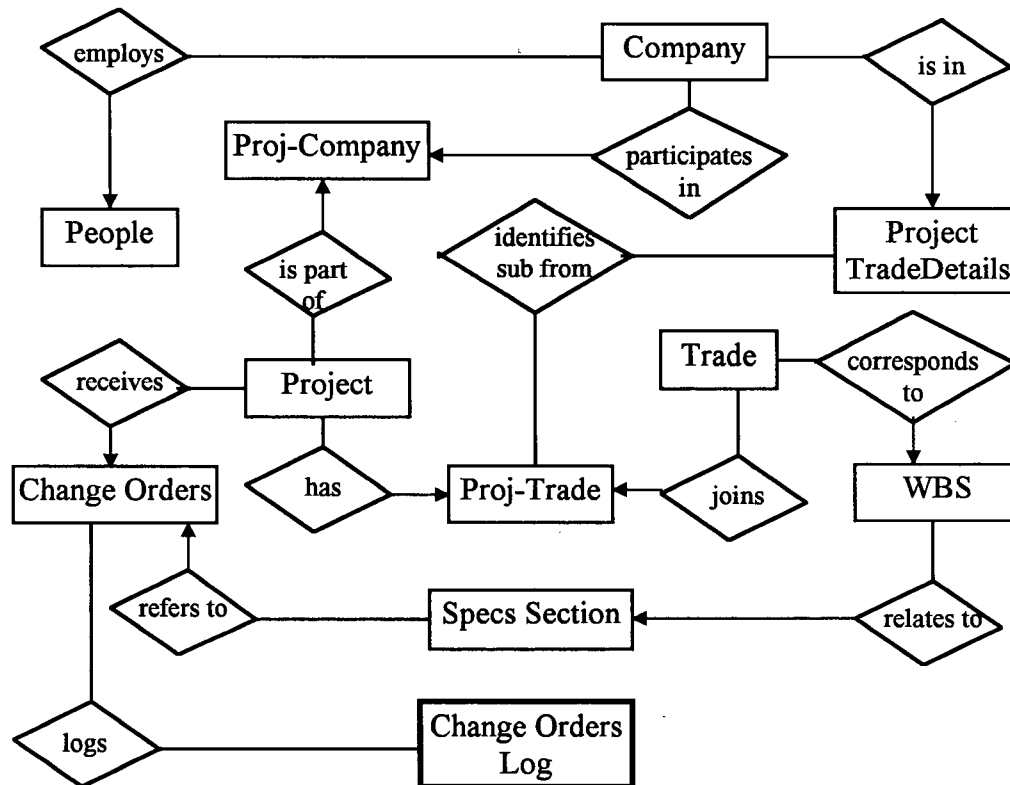 employs
Company
is in
Proj-Company
participates
in
People
identifies
sub from
Project
TradeDetails
is part
of
Trade
corresponds
to
receives
Project
Change Orders
has
Proj-Trade
joins
WBS
refers to
Specs Section
relates to
logs
Change Orders
Log